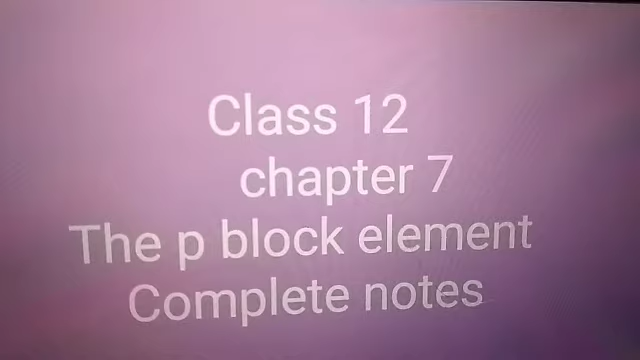 Class 12
chapter 7
The p block element
Complete notes